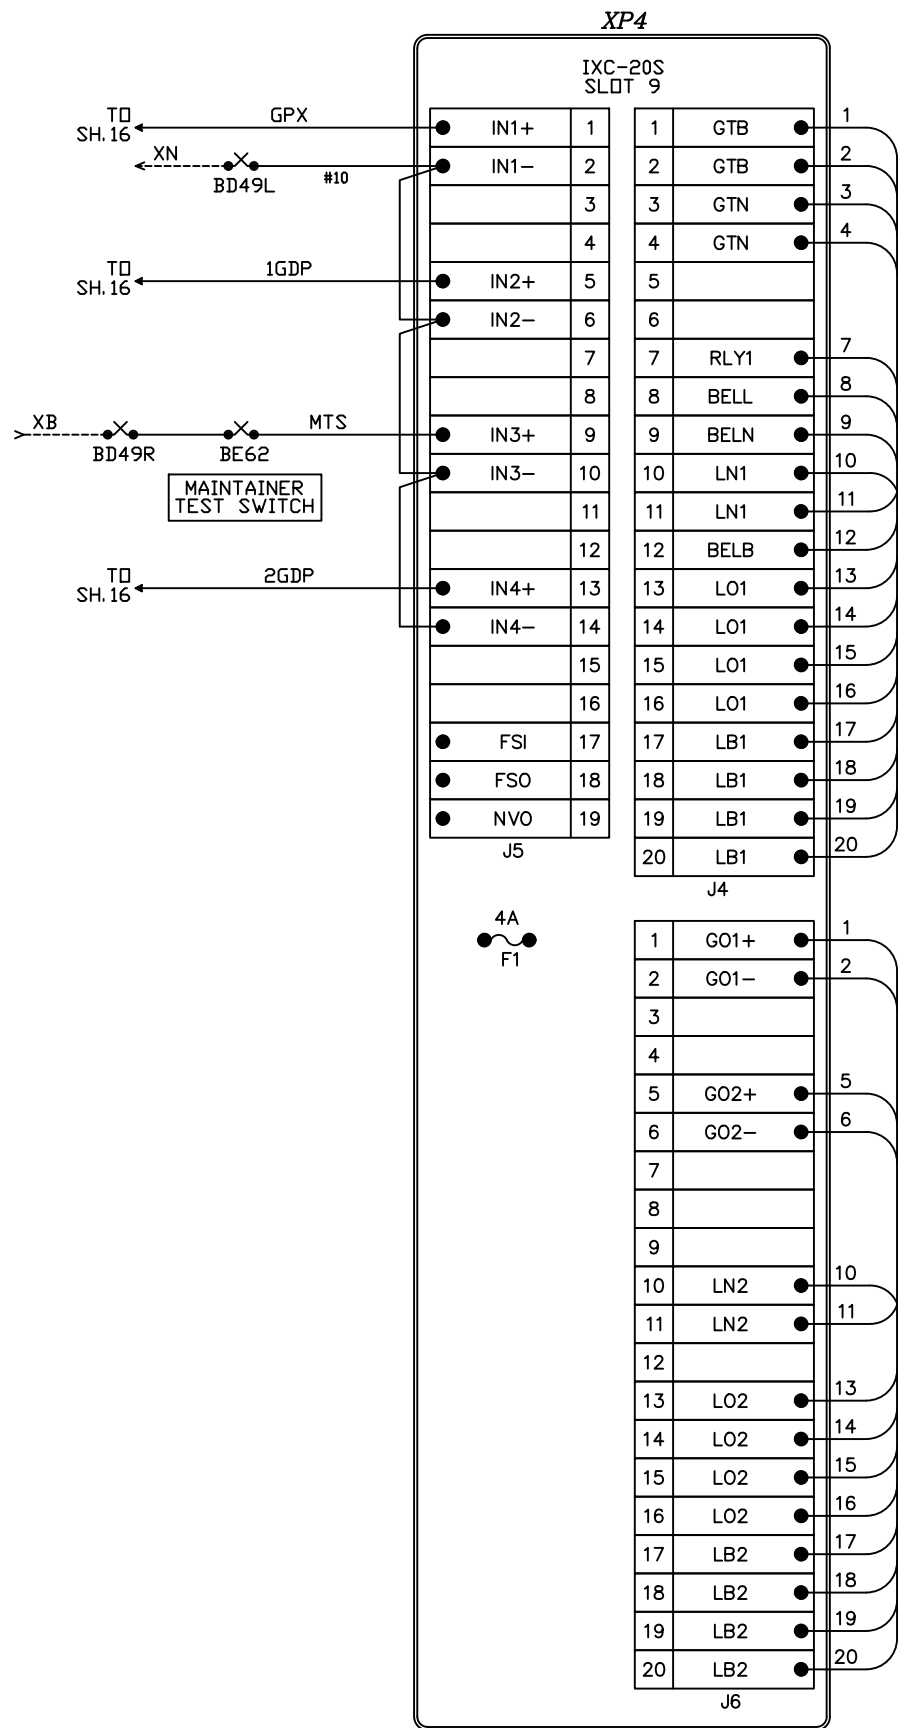 XP4
IXC-20S
SLOT 9
TO
SH.16
GPX
IN1+ 1
XN
BD49L
#10
IN1- 2
3
4
TO
SH.16
1GDP
IN2+ 5
IN2- 6
7
8
XB
BD49R
BE62
MTS
IN3+ 9
MAINTAINER
TEST SWITCH
IN3- 10
11
12
TO
SH.16
2GDP
IN4+ 13
IN4- 14
15
16
FSI 17
FSO 18
NVO 19
J5
4A
F1
1 GTB 1
2 GTB 2
3 GTN 3
4 GTN 4
5
6
7 RLY1 7
8 BELL 8
9 BELN 9
10 LN1 10
11 LN1 11
12 BELB 12
13 LO1 13
14 LO1 14
15 LO1 15
16 LO1 16
17 LB1 17
18 LB1 18
19 LB1 19
20 LB1 20
J4
1 GO1+ 1
2 GO1- 2
3
4
5 GO2+ 5
6 GO2- 6
7
8
9
10 LN2 10
11 LN2 11
12
13 LO2 13
14 LO2 14
15 LO2 15
16 LO2 16
17 LB2 17
18 LB2 18
19 LB2 19
20 LB2 20
J6